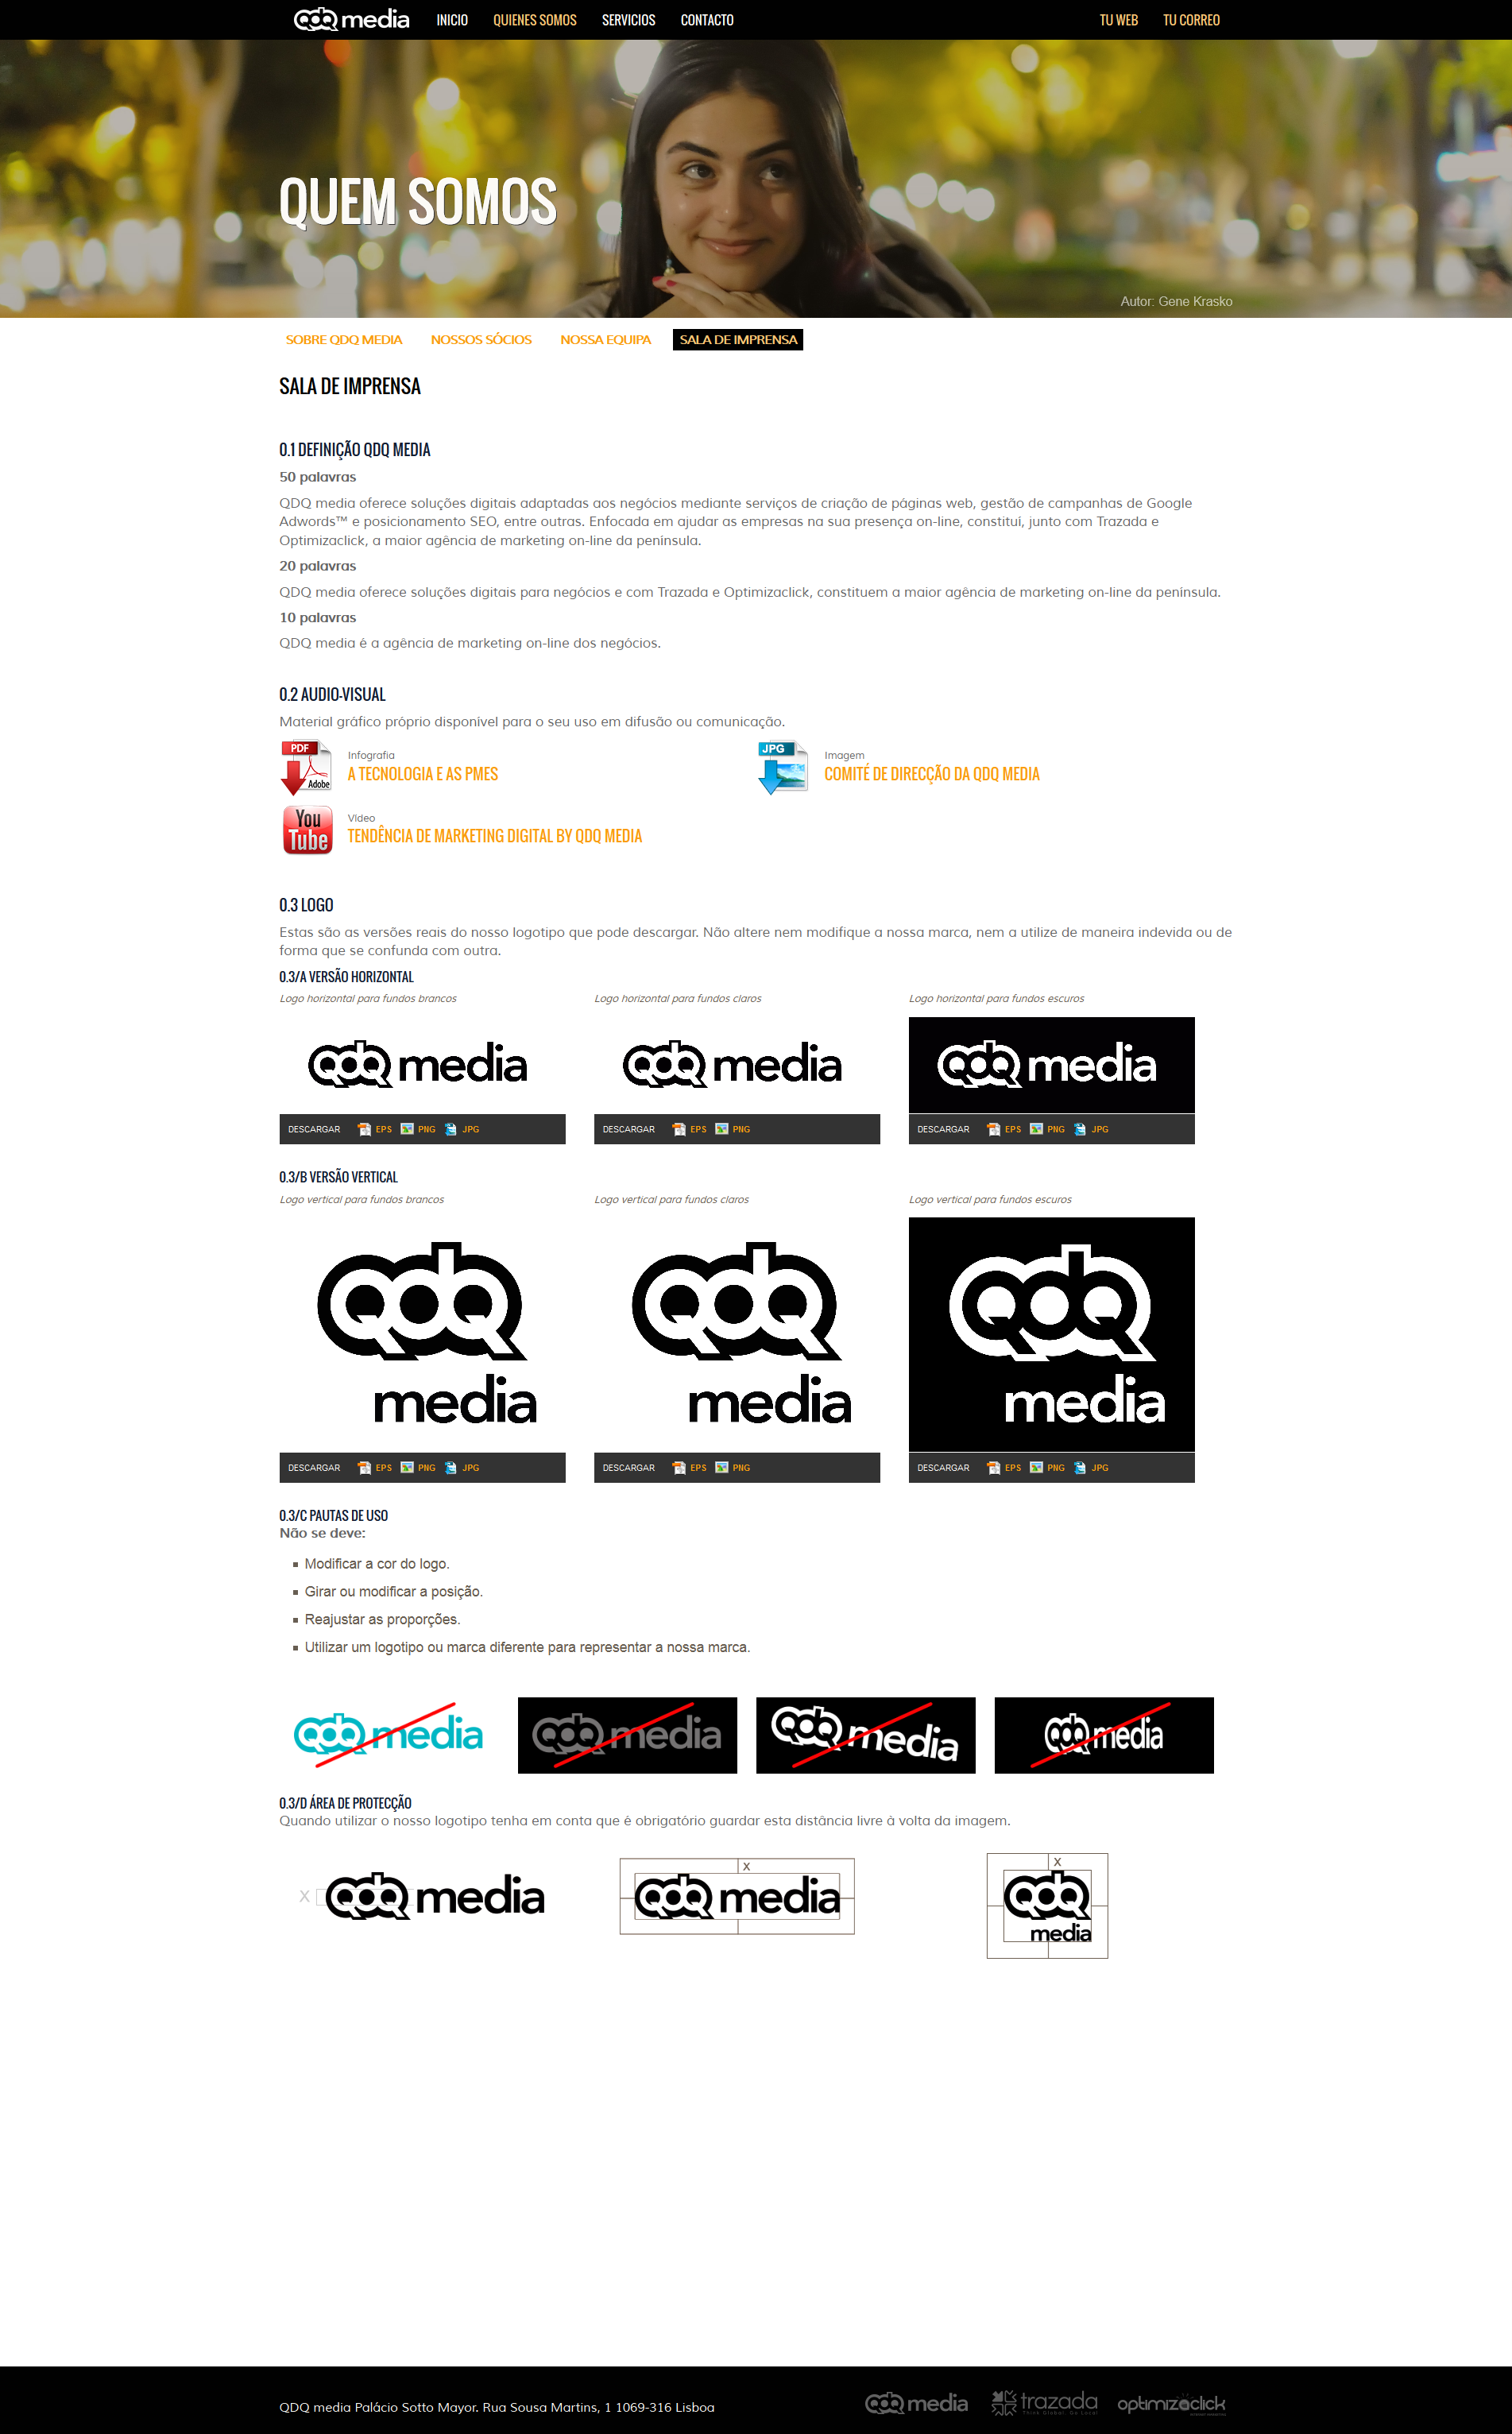 qdq media INICIO QUIENES SOMOS SERVICIOS CONTACTO TU WEB TU CORREO
QUEM SOMOS
Autor: Gene Krasko
SOBRE QDQ MEDIA NOSSOS SÓCIOS NOSSA EQUIPA SALA DE IMPRENSA
SALA DE IMPRENSA
0.1 DEFINIÇÃO QDQ MEDIA
50 palavras
QDQ media oferece soluções digitais adaptadas aos negócios mediante serviços de criação de páginas web, gestão de campanhas de Google
Adwords™ e posicionamento SEO, entre outras. Enfocada em ajudar as empresas na sua presença on-line, constituí, junto com Trazada e
Optimizaclick, a maior agência de marketing on-line da península.
20 palavras
QDQ media oferece soluções digitais para negócios e com Trazada e Optimizaclick, constituem a maior agência de marketing on-line da península.
10 palavras
QDQ media é a agência de marketing on-line dos negócios.
0.2 AUDIO-VISUAL
Material gráfico próprio disponível para o seu uso em difusão ou comunicação.
PDF Adobe
Infografia
A TECNOLOGIA E AS PMES
JPG
Imagem
COMITÉ DE DIRECÇÃO DA QDQ MEDIA
You Tube
Vídeo
TENDÊNCIA DE MARKETING DIGITAL BY QDQ MEDIA
0.3 LOGO
Estas são as versões reais do nosso logotipo que pode descargar. Não altere nem modifique a nossa marca, nem a utilize de maneira indevida ou de
forma que se confunda com outra.
0.3/A VERSÃO HORIZONTAL
Logo horizontal para fundos brancos Logo horizontal para fundos claros Logo horizontal para fundos escuros
qdq media qdq media qdq media
DESCARGAR EPS PNG JPG DESCARGAR EPS PNG DESCARGAR EPS PNG JPG
0.3/B VERSÃO VERTICAL
Logo vertical para fundos brancos Logo vertical para fundos claros Logo vertical para fundos escuros
qdq qdq qdq
media media media
DESCARGAR EPS PNG JPG DESCARGAR EPS PNG DESCARGAR EPS PNG JPG
0.3/C PAUTAS DE USO
Não se deve:
Modificar a cor do logo.
Girar ou modificar a posição.
Reajustar as proporções.
Utilizar um logotipo ou marca diferente para representar a nossa marca.
qdq media qdq media qdq media qdq media
0.3/D ÁREA DE PROTECÇÃO
Quando utilizar o nosso logotipo tenha em conta que é obrigatório guardar esta distância livre à volta da imagem.
X qdq media X qdq media X qdq media
QDQ media Palácio Sotto Mayor. Rua Sousa Martins, 1 1069-316 Lisboa qdq media trazada Think Global, Go Local optimizaclick